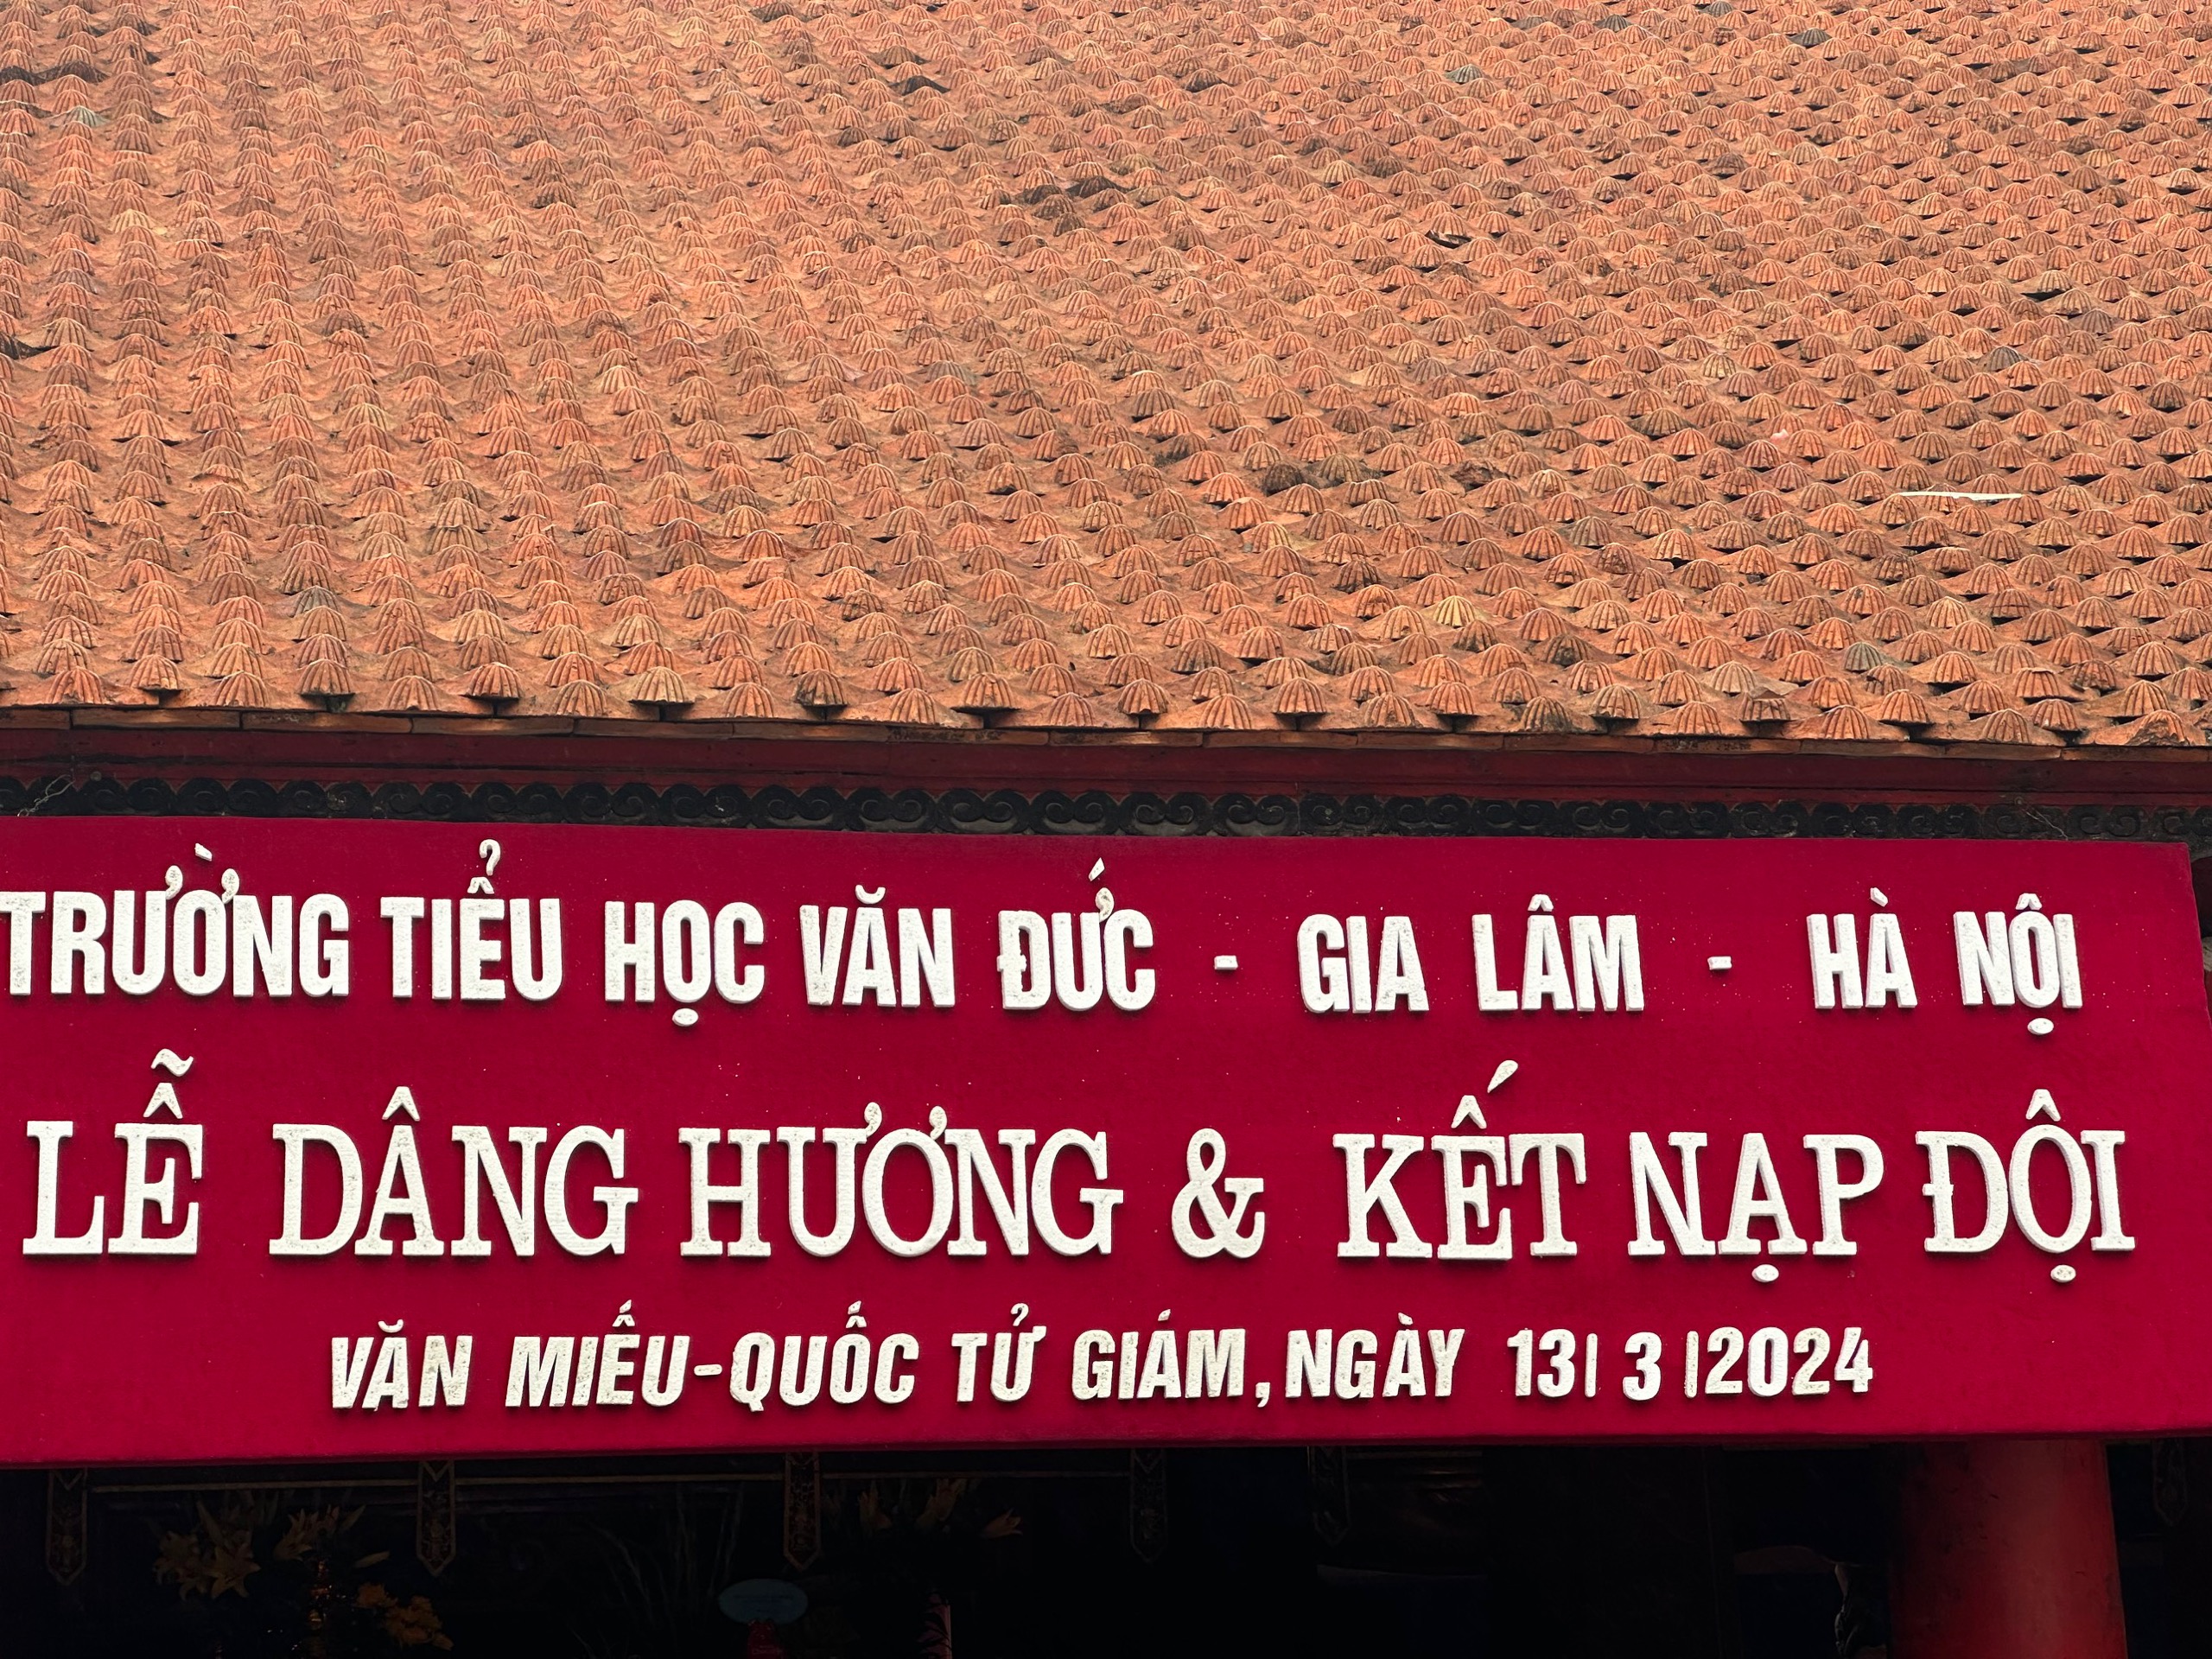 TRƯỜNG TIỂU HỌC VĂN ĐỨC - GIA LÂM - HÀ NỘI
LỄ DÂNG HƯƠNG & KẾT NẠP ĐỘI
VĂN MIẾU-QUỐC TỬ GIÁM, NGÀY 13| 3 |2024